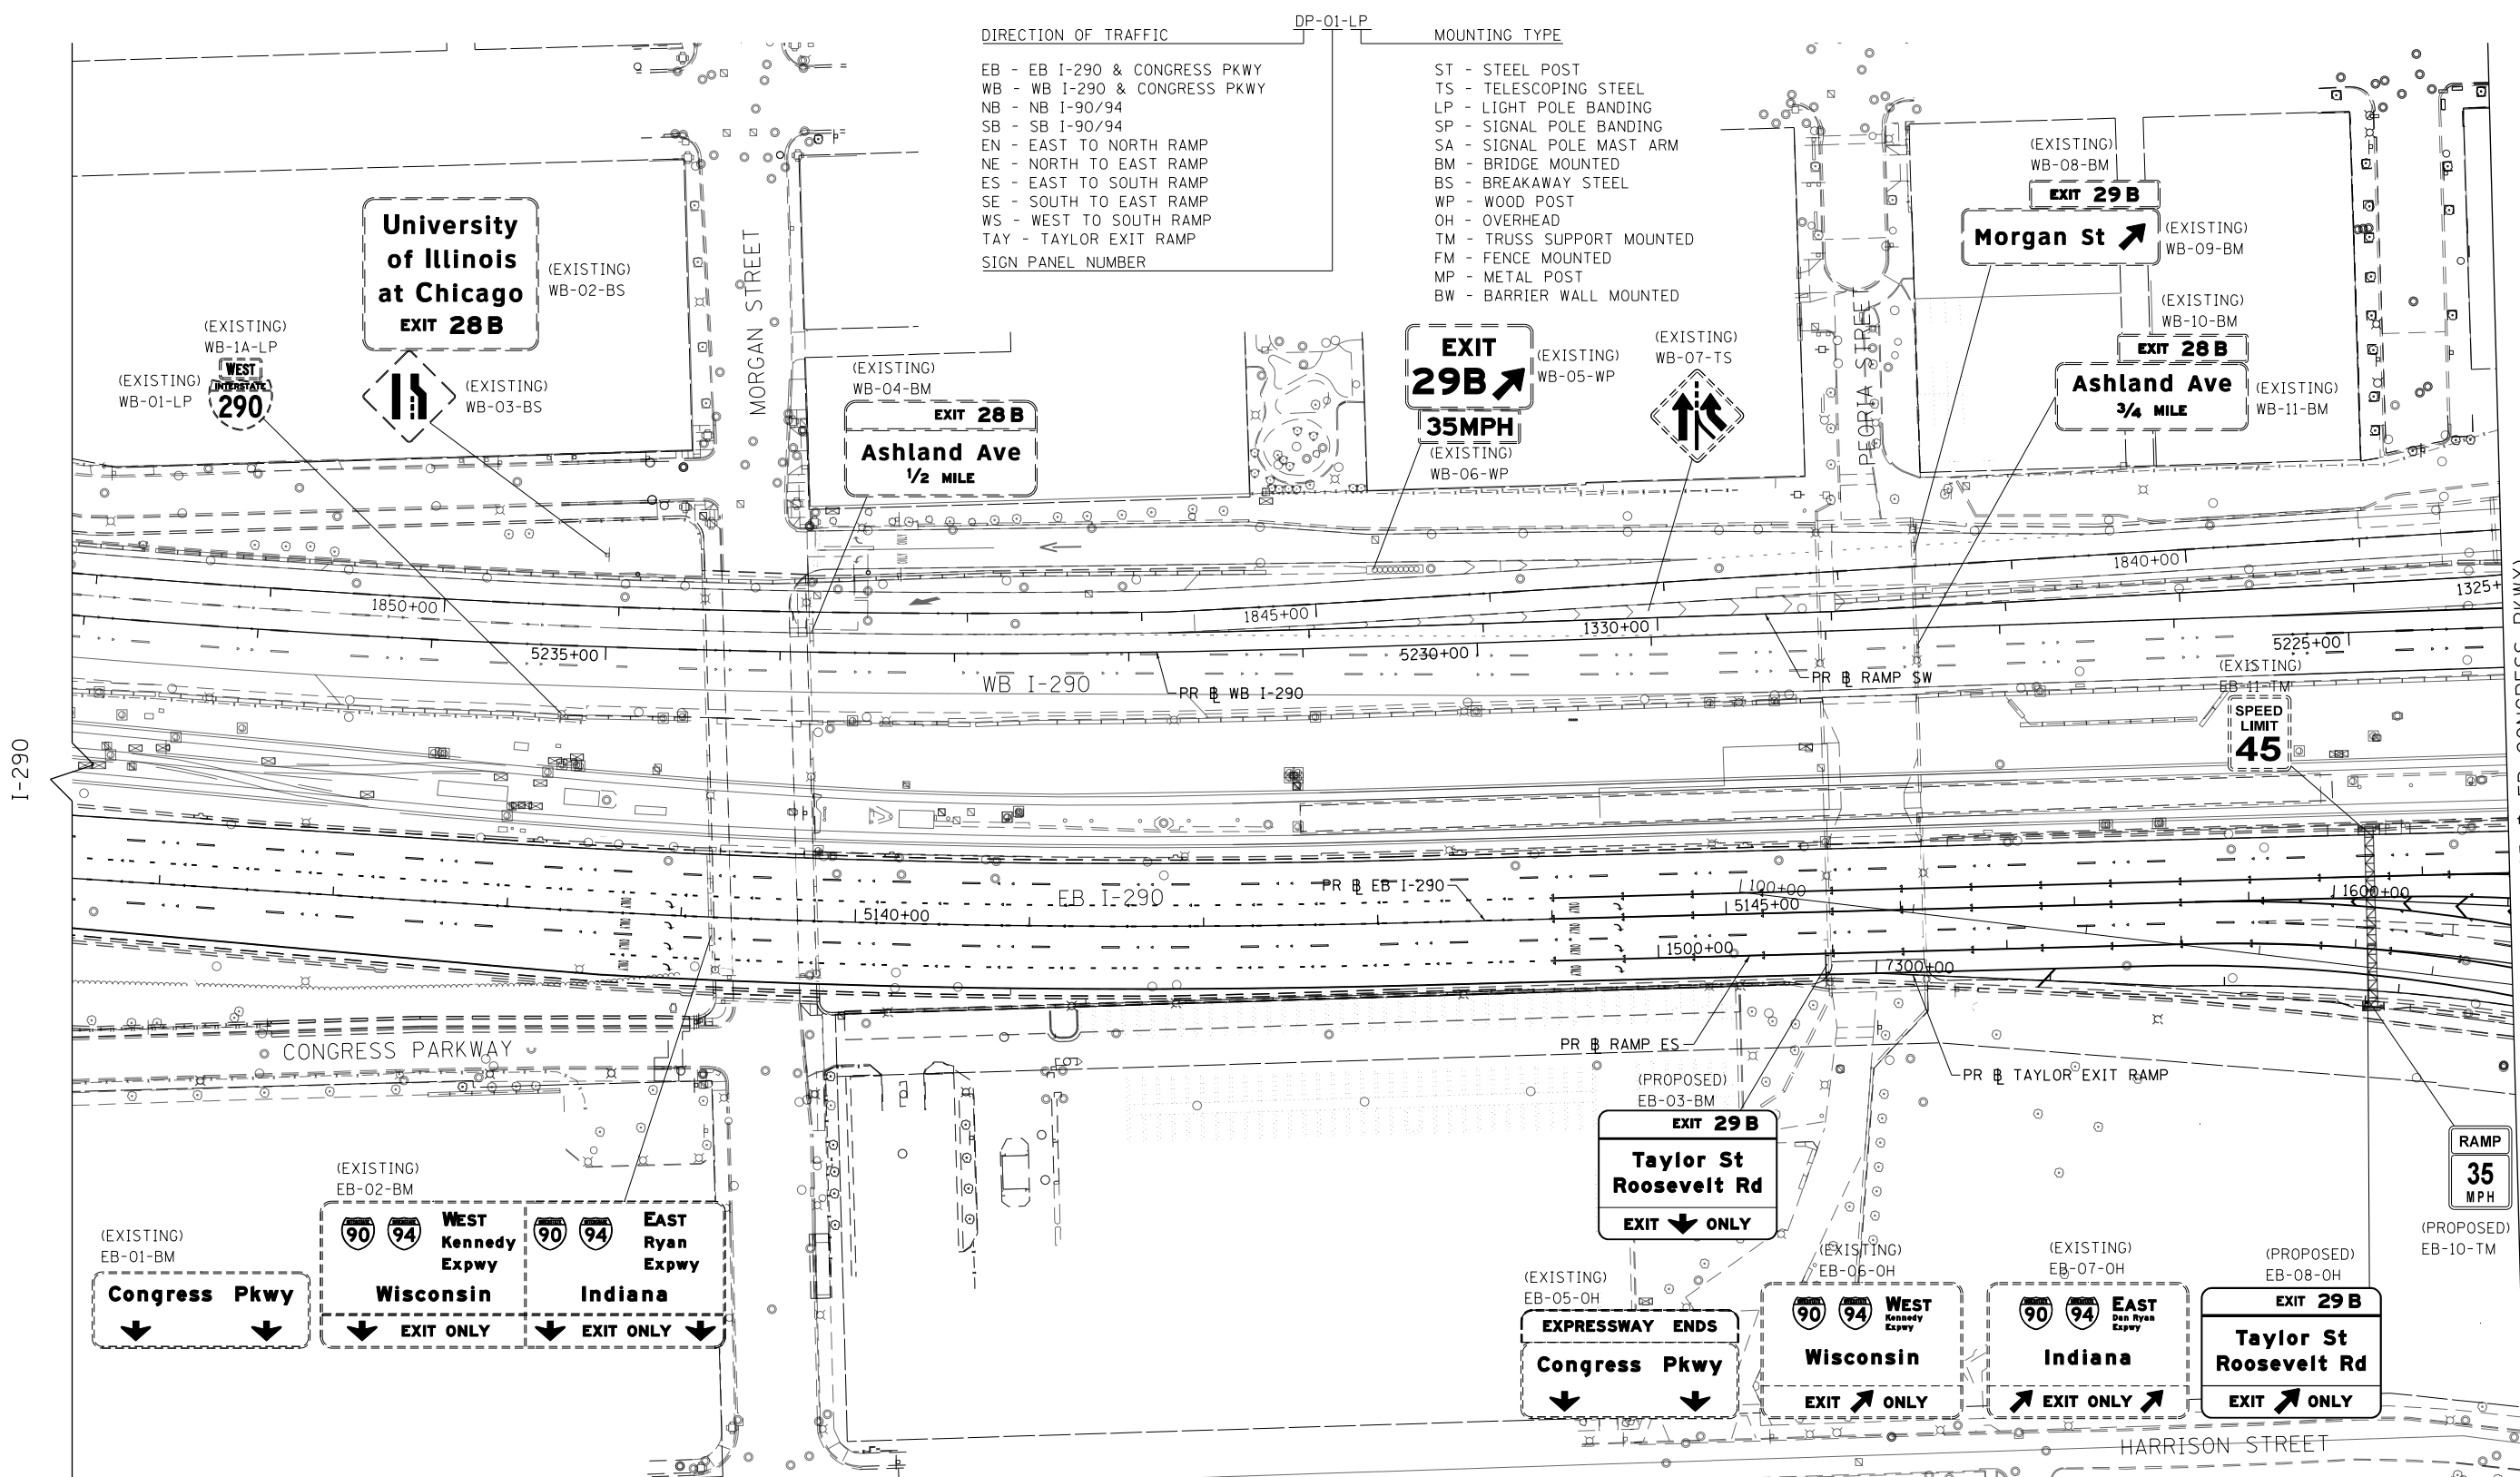 DP-01-LP
DIRECTION OF TRAFFIC
EB - EB I-290 & CONGRESS PKWY
WB - WB I-290 & CONGRESS PKWY
NB - NB I-90/94
SB - SB I-90/94
EN - EAST TO NORTH RAMP
NE - NORTH TO EAST RAMP
ES - EAST TO SOUTH RAMP
SE - SOUTH TO EAST RAMP
WS - WEST TO SOUTH RAMP
TAY - TAYLOR EXIT RAMP
SIGN PANEL NUMBER
MOUNTING TYPE
ST - STEEL POST
TS - TELESCOPING STEEL
LP - LIGHT POLE BANDING
SP - SIGNAL POLE BANDING
SA - SIGNAL POLE MAST ARM
BM - BRIDGE MOUNTED
BS - BREAKAWAY STEEL
WP - WOOD POST
OH - OVERHEAD
TM - TRUSS SUPPORT MOUNTED
FM - FENCE MOUNTED
MP - METAL POST
BW - BARRIER WALL MOUNTED
University
of Illinois
at Chicago
EXIT 28B
(EXISTING)
WB-02-BS
(EXISTING)
WB-1A-LP
WEST
INTERSTATE
290
(EXISTING)
WB-01-LP
(EXISTING)
WB-03-BS
MORGAN STREET
(EXISTING)
WB-04-BM
EXIT 28B
Ashland Ave
1/2 MILE
EXIT
29B
35MPH
(EXISTING)
WB-05-WP
(EXISTING)
WB-06-WP
(EXISTING)
WB-07-TS
PEORIA STREET
(EXISTING)
WB-08-BM
EXIT 29B
Morgan St
(EXISTING)
WB-09-BM
(EXISTING)
WB-10-BM
EXIT 28B
Ashland Ave
3/4 MILE
(EXISTING)
WB-11-BM
1850+00
1845+00
1840+00
1330+00
1325+
5235+00
5230+00
5225+00
WB I-290
PR BL WB I-290
PR BL RAMP SW
(EXISTING)
EB-11-TM
SPEED
LIMIT
45
I-290
EB I-290
PR BL EB I-290
5140+00
1100+00
5145+00
1600+00
1500+00
7300+00
ONLY ONLY ONLY
ONLY ONLY ONLY
CONGRESS PARKWAY
PR BL RAMP ES
PR BL TAYLOR EXIT RAMP
(PROPOSED)
EB-03-BM
EXIT 29B
Taylor St
Roosevelt Rd
EXIT ONLY
RAMP
35
MPH
(PROPOSED)
EB-10-TM
(EXISTING)
EB-01-BM
Congress Pkwy
(EXISTING)
EB-02-BM
90 94 WEST
Kennedy
Expwy
Wisconsin
EXIT ONLY
90 94 EAST
Ryan
Expwy
Indiana
EXIT ONLY
(EXISTING)
EB-05-OH
EXPRESSWAY ENDS
Congress Pkwy
(EXISTING)
EB-06-OH
90 94 WEST
Kennedy
Expwy
Wisconsin
EXIT ONLY
(EXISTING)
EB-07-OH
90 94 EAST
Dan Ryan
Expwy
Indiana
EXIT ONLY
(PROPOSED)
EB-08-OH
EXIT 29B
Taylor St
Roosevelt Rd
EXIT ONLY
HARRISON STREET